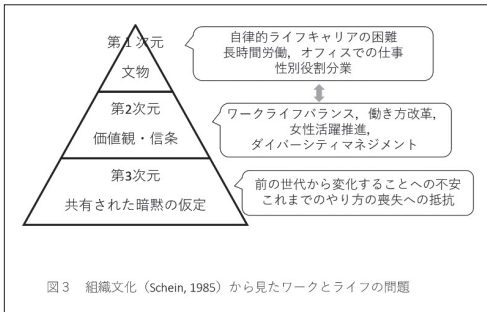 第１次元
文物
自律的ライフキャリアの困難
長時間労働，オフィスでの仕事
性別役割分業
第2次元
価値観・信条
ワークライフバランス，働き方改革，
女性活躍推進，
ダイバーシティマネジメント
第3次元
共有された暗黙の仮定
前の世代から変化することへの不安
これまでのやり方の喪失への抵抗
図３　組織文化（Schein, 1985）から見たワークとライフの問題